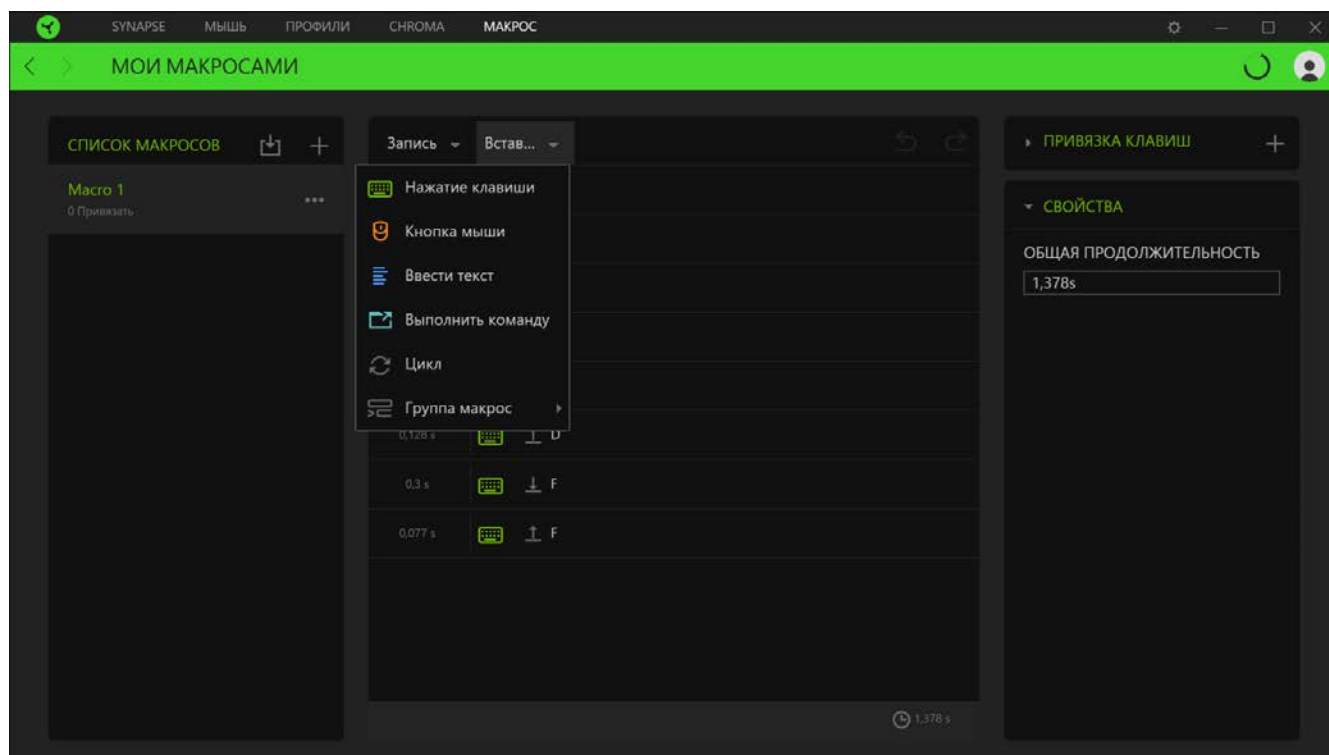 SYNAPSE МЫШЬ ПРОФИЛИ CHROMA МАКРОС
МОИ МАКРОСАМИ
СПИСОК МАКРОСОВ
Macro 1
0 Привязать
Запись Встав...
Нажатие клавиши
Кнопка мыши
Ввести текст
Выполнить команду
Цикл
Группа макрос
0,128 s D
0,3 s F
0,077 s F
1,378 s
ПРИВЯЗКА КЛАВИШ
СВОЙСТВА
ОБЩАЯ ПРОДОЛЖИТЕЛЬНОСТЬ
1,378s